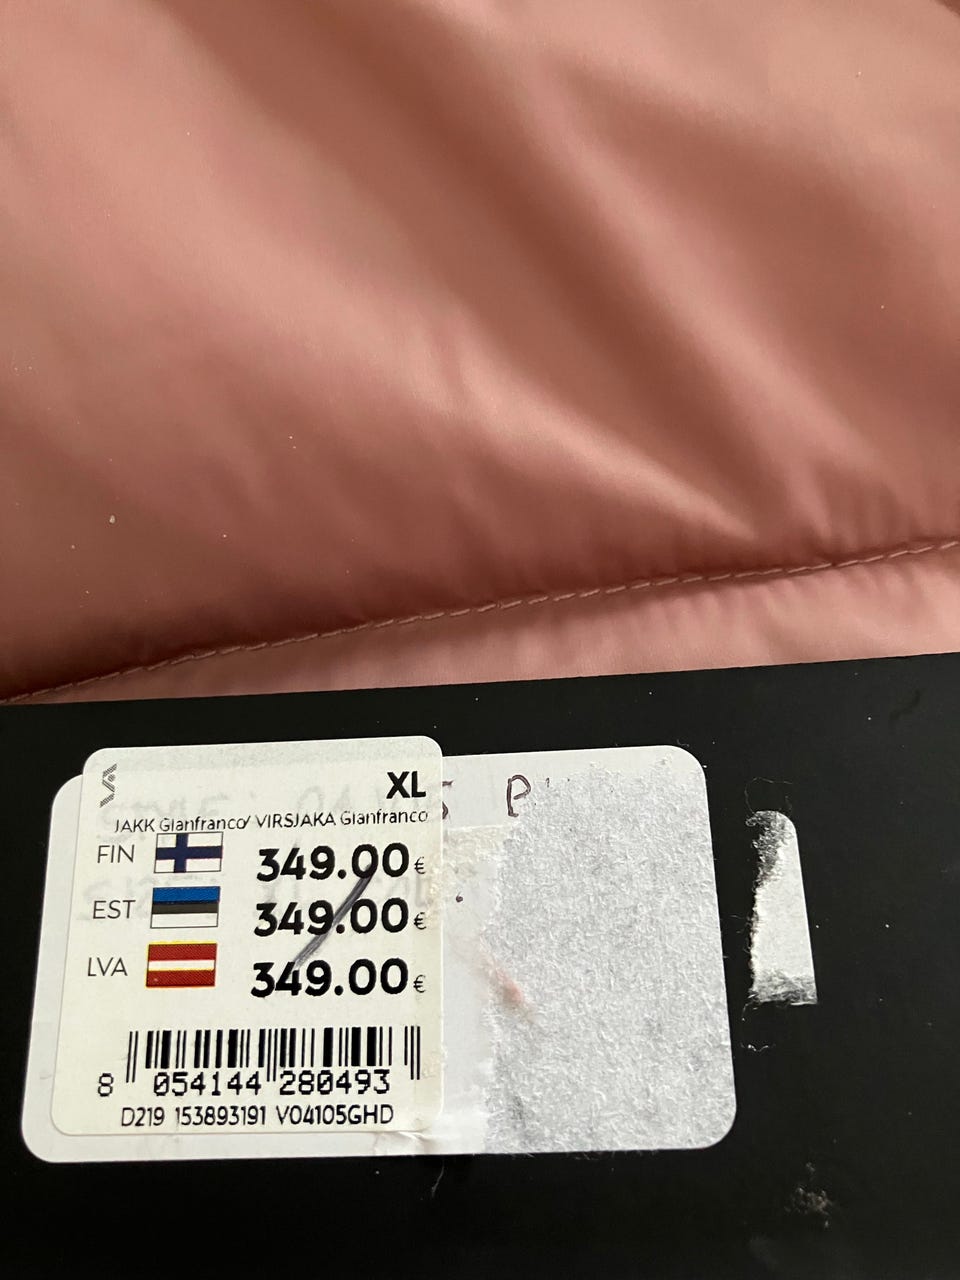 XL
JAKK Gianfranco/ VIRSJAKA Gianfranco
FIN 349.00€
EST 349.00€
LVA 349.00€
8 054144 280493
D219 153893191 V04105GHD